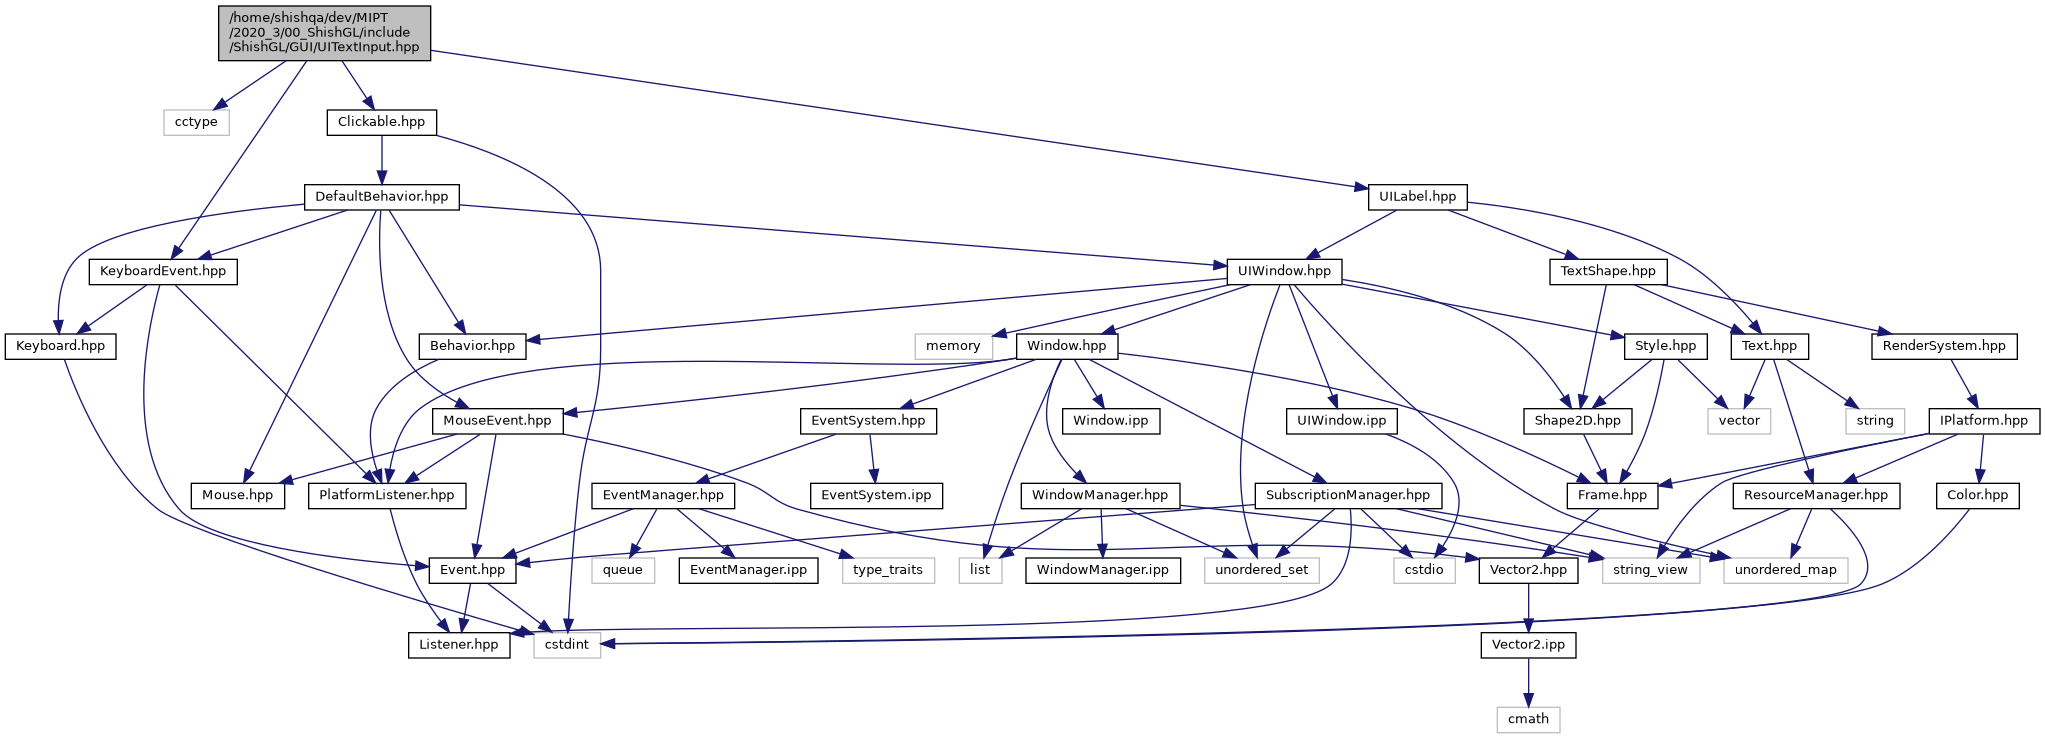 /home/shishqa/dev/MIPT
/2020_3/00_ShishGL/include
/ShishGL/GUI/UITextInput.hpp
cctype
Clickable.hpp
DefaultBehavior.hpp
UILabel.hpp
KeyboardEvent.hpp
UIWindow.hpp
TextShape.hpp
Keyboard.hpp
Behavior.hpp
memory
Window.hpp
Style.hpp
Text.hpp
RenderSystem.hpp
MouseEvent.hpp
EventSystem.hpp
Window.ipp
UIWindow.ipp
Shape2D.hpp
vector
string
IPlatform.hpp
Mouse.hpp
PlatformListener.hpp
EventManager.hpp
EventSystem.ipp
WindowManager.hpp
SubscriptionManager.hpp
Frame.hpp
ResourceManager.hpp
Color.hpp
Event.hpp
queue
EventManager.ipp
type_traits
list
WindowManager.ipp
unordered_set
cstdio
Vector2.hpp
string_view
unordered_map
Listener.hpp
cstdint
Vector2.ipp
cmath